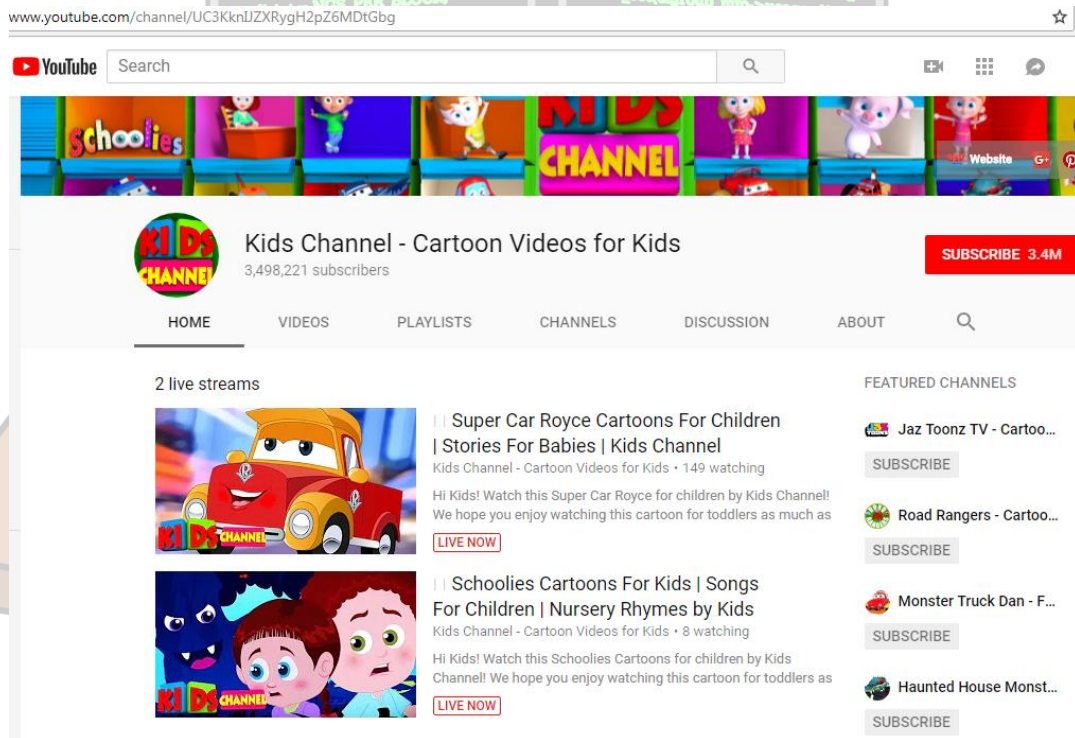 www.youtube.com/channel/UC3KknIJZXRygH2pZ6MDtGbg
YouTube
Search
schoolies
KIDS
CHANNEL
Website
G+
KIDS
CHANNEL
Kids Channel - Cartoon Videos for Kids
3,498,221 subscribers
SUBSCRIBE 3.4M
HOME VIDEOS PLAYLISTS CHANNELS DISCUSSION ABOUT
2 live streams
KIDS CHANNEL
Super Car Royce Cartoons For Children
| Stories For Babies | Kids Channel
Kids Channel - Cartoon Videos for Kids • 149 watching
Hi Kids! Watch this Super Car Royce for children by Kids Channel!
We hope you enjoy watching this cartoon for toddlers as much as
LIVE NOW
KIDS CHANNEL
Schoolies Cartoons For Kids | Songs
For Children | Nursery Rhymes by Kids
Kids Channel - Cartoon Videos for Kids • 8 watching
Hi Kids! Watch this Schoolies Cartoons for children by Kids
Channel! We hope you enjoy watching this cartoon for toddlers as
LIVE NOW
FEATURED CHANNELS
Jaz Toonz TV - Cartoo...
SUBSCRIBE
Road Rangers - Cartoo...
SUBSCRIBE
Monster Truck Dan - F...
SUBSCRIBE
Haunted House Monst...
SUBSCRIBE